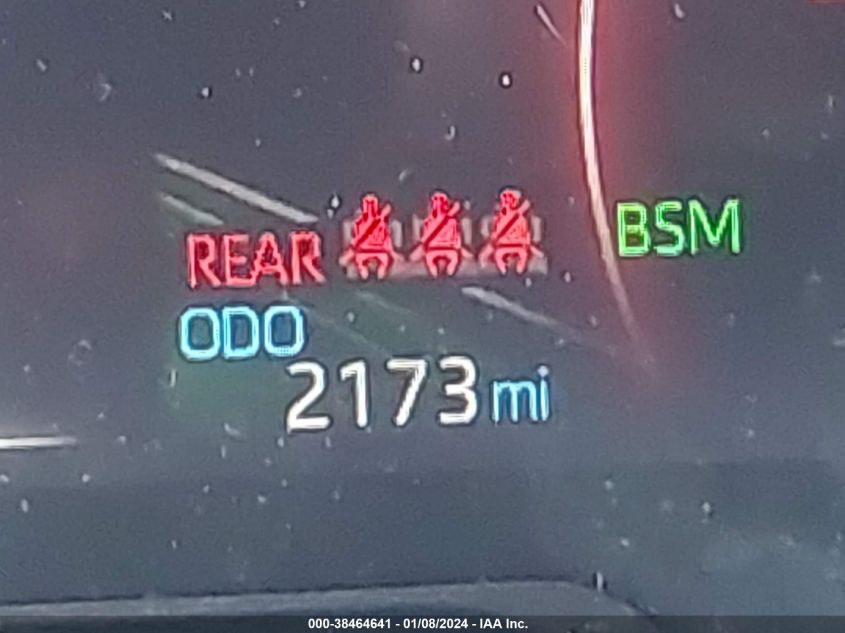 REAR BSM
ODO
2173 mi
000-38464641 - 01/08/2024 - IAA Inc.